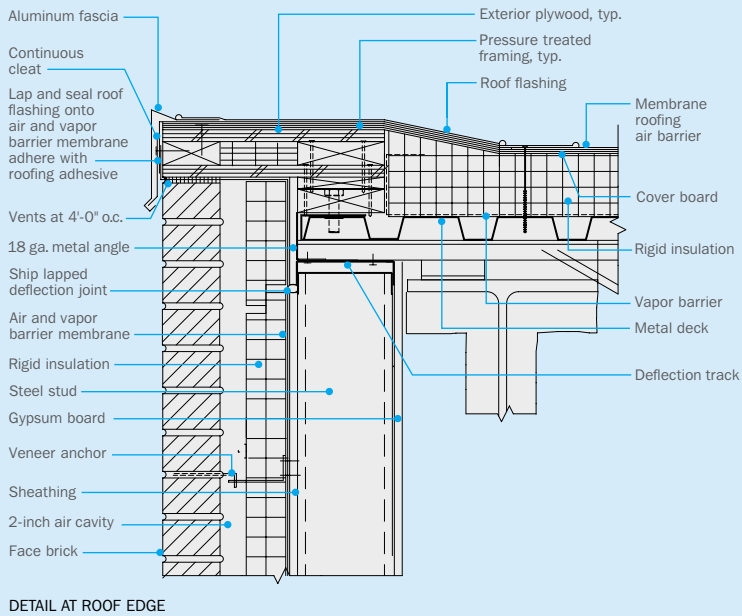 Aluminum fascia
Continuous
cleat
Lap and seal roof
flashing onto
air and vapor
barrier membrane
adhere with
roofing adhesive
Vents at 4'-0" o.c.
18 ga. metal angle
Ship lapped
deflection joint
Air and vapor
barrier membrane
Rigid insulation
Steel stud
Gypsum board
Veneer anchor
Sheathing
2-inch air cavity
Face brick
Exterior plywood, typ.
Pressure treated
framing, typ.
Roof flashing
Membrane
roofing
air barrier
Cover board
Rigid insulation
Vapor barrier
Metal deck
Deflection track
DETAIL AT ROOF EDGE